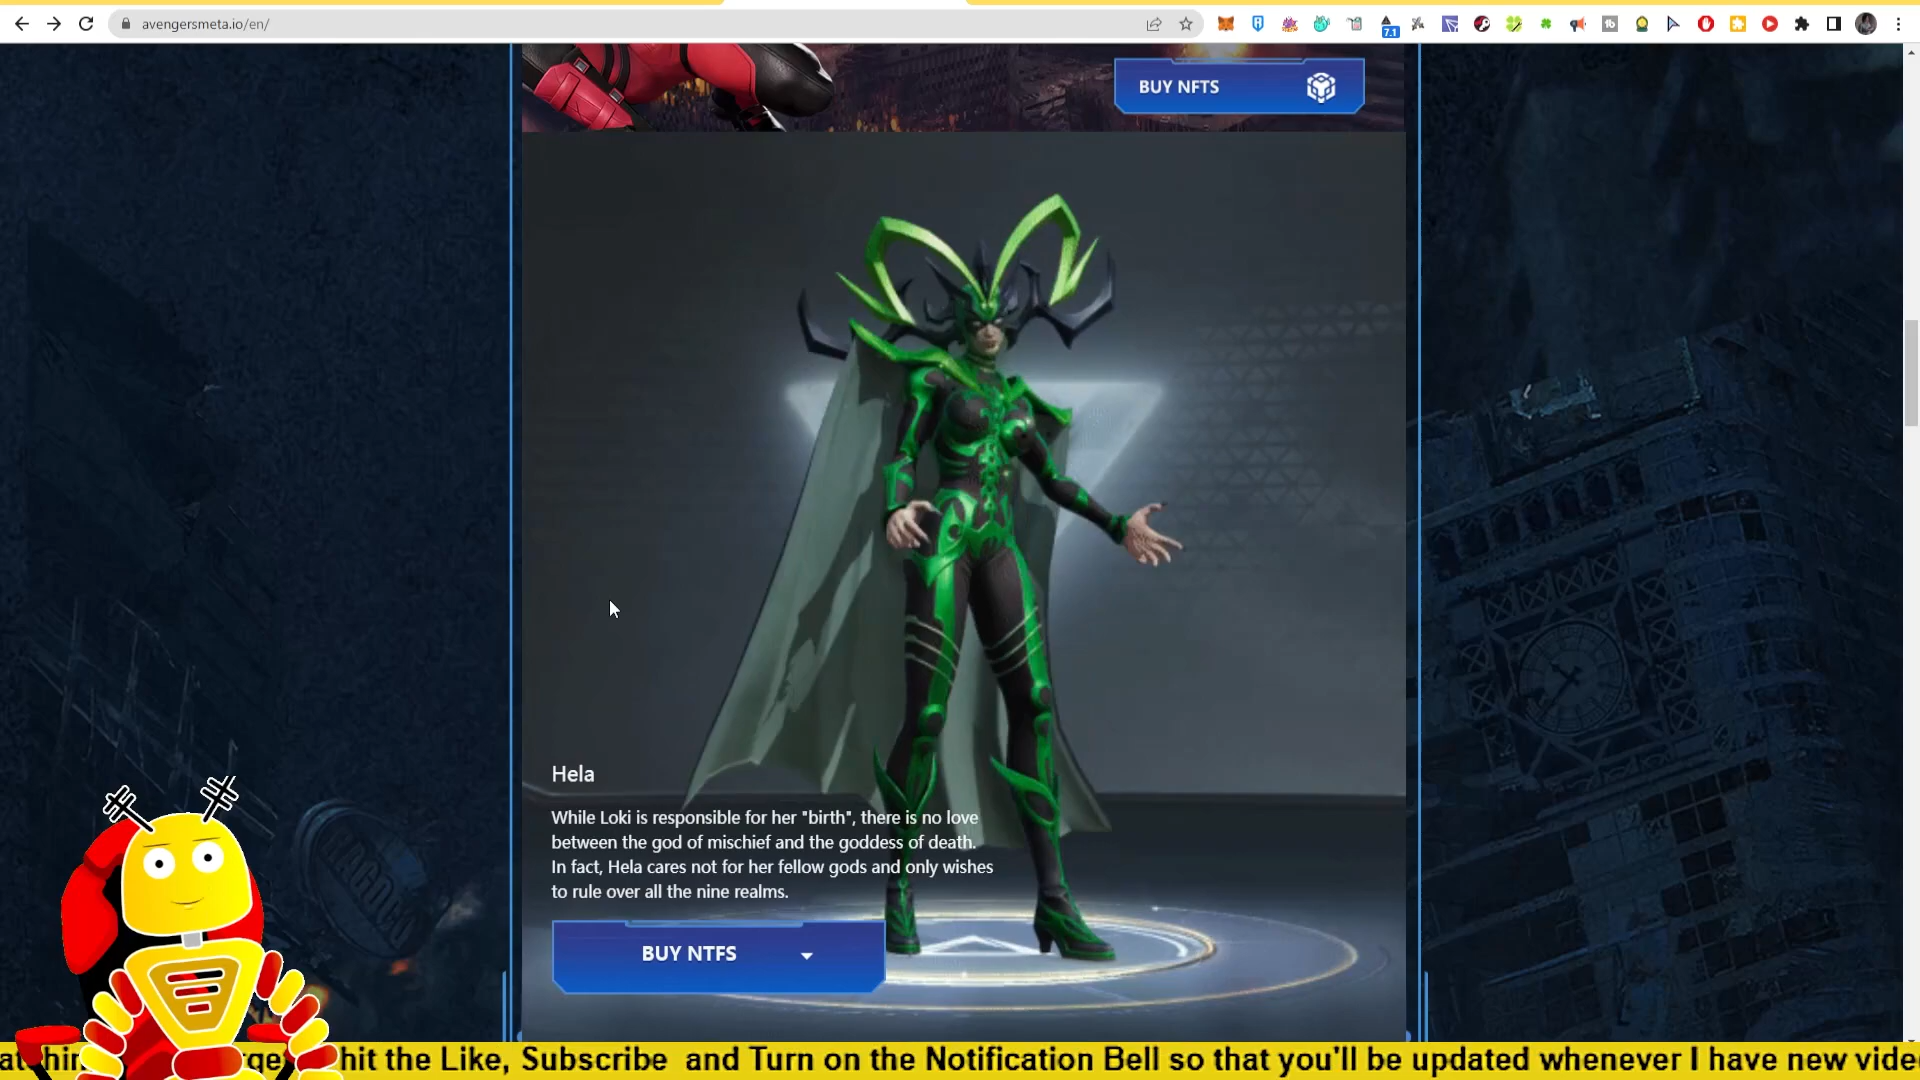 avengersmeta.io/en/
7.1
BUY NFTS
Hela
While Loki is responsible for her "birth", there is no love
between the god of mischief and the goddess of death.
In fact, Hela cares not for her fellow gods and only wishes
to rule over all the nine realms.
BUY NTFS
hit the Like, Subscribe and Turn on the Notification Bell so that you'll be updated whenever I have new